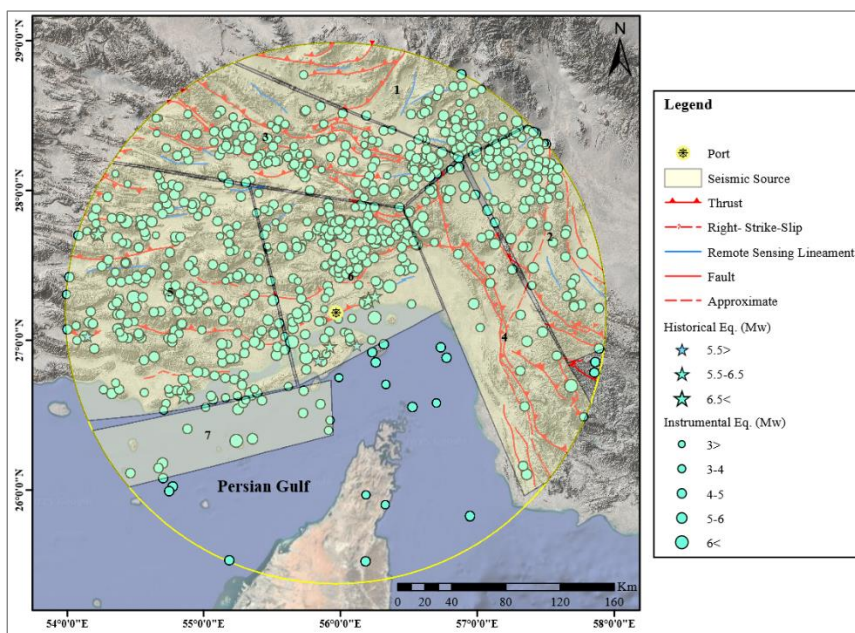 29°0'0"N
28°0'0"N
27°0'0"N
26°0'0"N
N
1
3
2
5
6
4
7
Persian Gulf
Km
0 10 20 40 80 120 160
54°0'0"E 55°0'0"E 56°0'0"E 57°0'0"E 58°0'0"E
Legend
Port
Seismic Source
Thrust
Right- Strike-Slip
Remote Sensing Lineament
Fault
Approximate
Historical Eq. (Mw)
5.5>
5.5-6.5
6.5<
Instrumental Eq. (Mw)
3>
3-4
4-5
5-6
6<